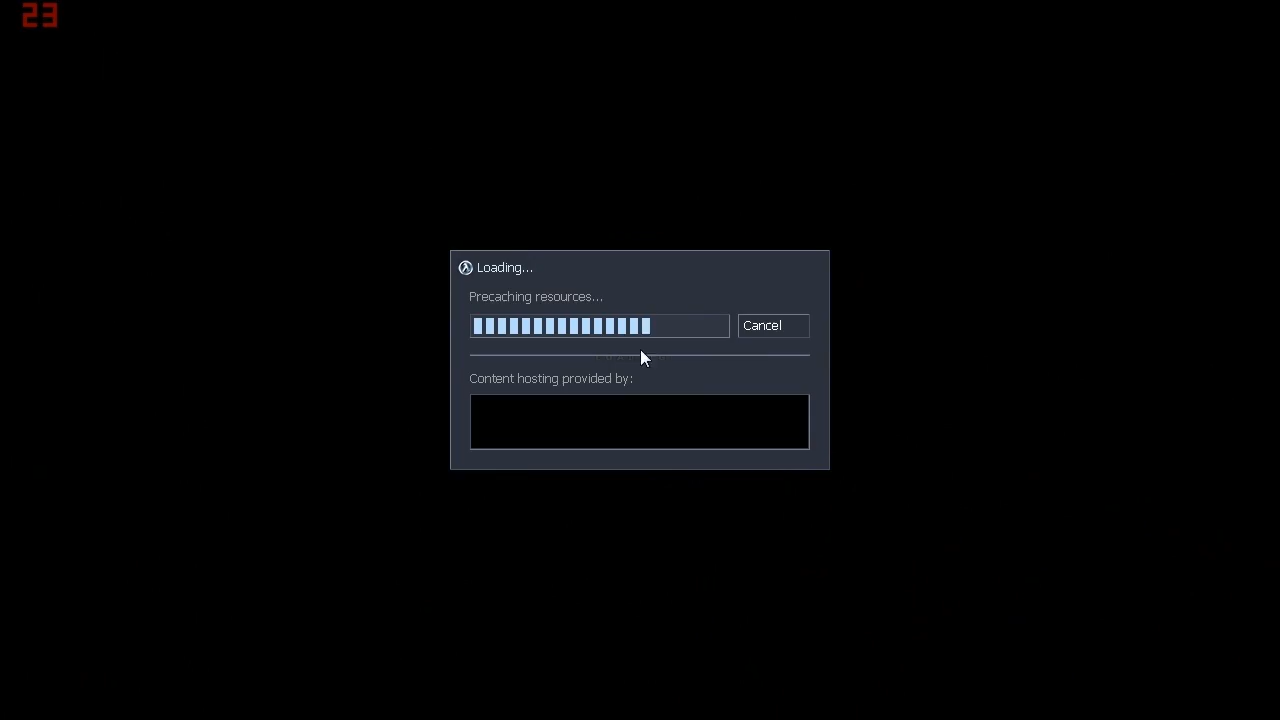 23
Loading...
Precaching resources...
Cancel
Content hosting provided by: